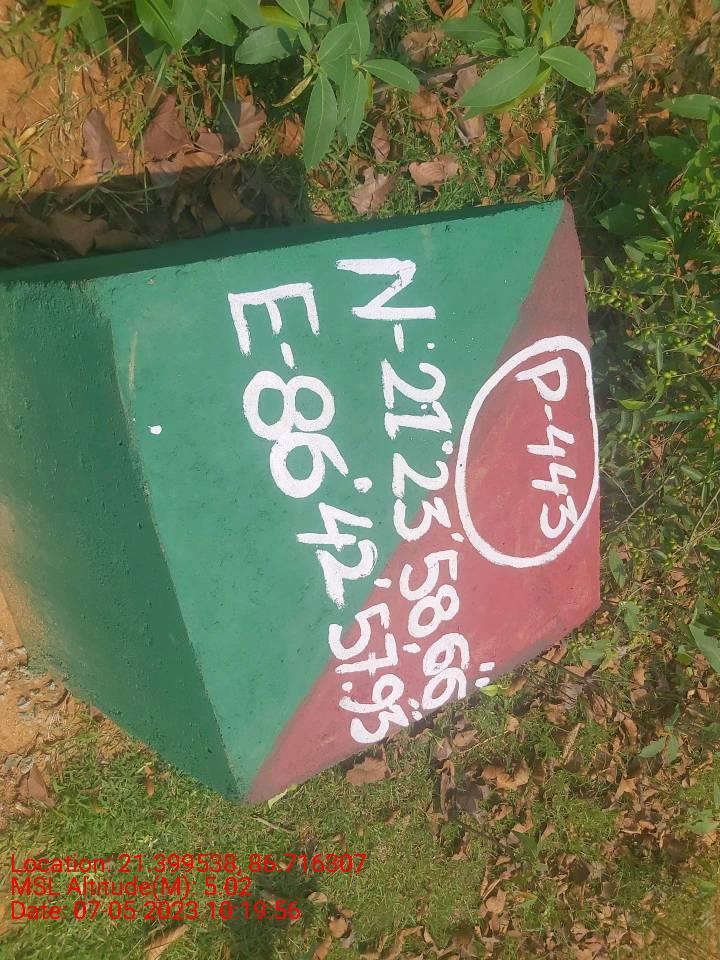 P-443
N-21°23'58.66"
E-86°42'57.93"
Location: 21.399538, 86.716307
MSL Altitude(M) 5.02
Date: 07-05-2023 10:19:56